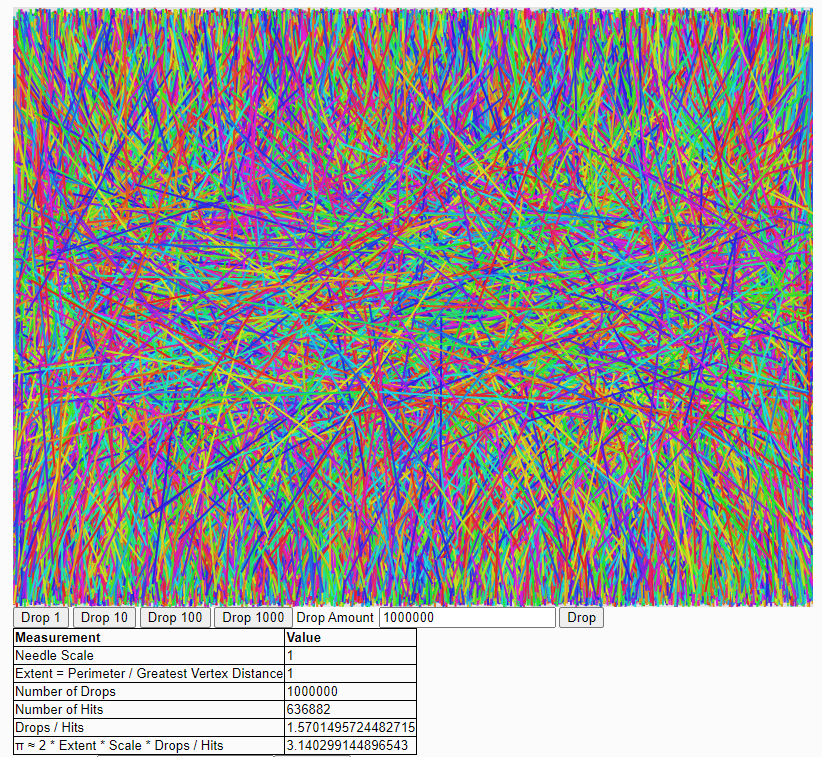 Drop 1 Drop 10 Drop 100 Drop 1000 Drop Amount 1000000 Drop
Measurement Value
Needle Scale 1
Extent = Perimeter / Greatest Vertex Distance 1
Number of Drops 1000000
Number of Hits 636882
Drops / Hits 1.5701495724482715
π ≈ 2 * Extent * Scale * Drops / Hits 3.140299144896543